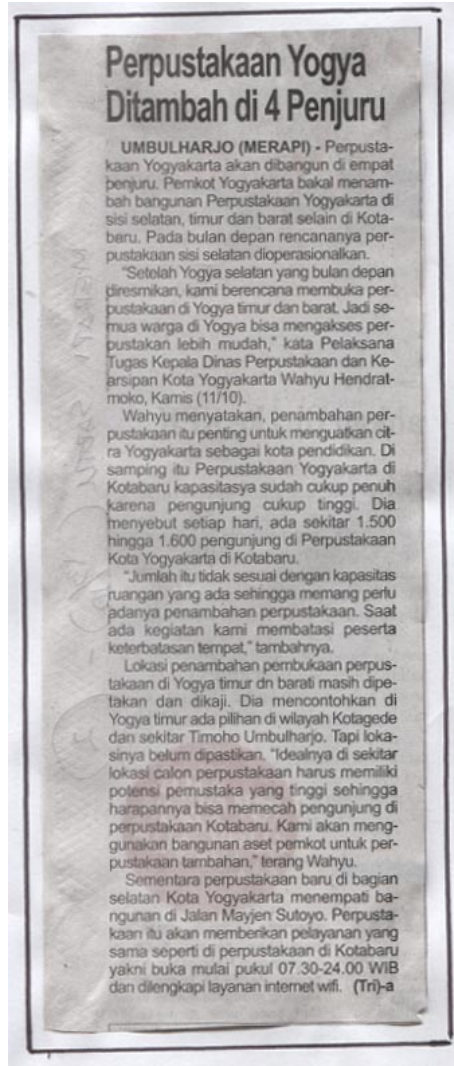 Perpustakaan Yogya
Ditambah di 4 Penjuru
UMBULHARJO (MERAPI) - Perpusta-
kaan Yogyakarta akan dibangun di empat
penjuru. Pemkot Yogyakarta bakal menam-
bah bangunan Perpustakaan Yogyakarta di
sisi selatan, timur dan barat selain di Kota-
baru. Pada bulan depan rencananya per-
pustakaan sisi selatan dioperasionalkan.
"Setelah Yogya selatan yang bulan depan
diresmikan, kami berencana membuka per-
pustakaan di Yogya timur dan barat. Jadi se-
mua warga di Yogya bisa mengakses per-
pustakan lebih mudah," kata Pelaksana
Tugas Kepala Dinas Perpustakaan dan Ke-
arsipan Kota Yogyakarta Wahyu Hendrat-
moko, Kamis (11/10).
Wahyu menyatakan, penambahan per-
pustakaan itu penting untuk menguatkan cit-
ra Yogyakarta sebagai kota pendidikan. Di
samping itu Perpustakaan Yogyakarta di
Kotabaru kapasitasya sudah cukup penuh
karena pengunjung cukup tinggi. Dia
menyebut setiap hari, ada sekitar 1.500
hingga 1.600 pengunjung di Perpustakaan
Kota Yogyakarta di Kotabaru.
"Jumlah itu tidak sesuai dengan kapasitas
ruangan yang ada sehingga memang perlu
adanya penambahan perpustakaan. Saat
ada kegiatan kami membatasi peserta
keterbatasan tempat," tambahnya.
Lokasi penambahan pembukaan perpus-
takaan di Yogya timur dn barati masih dipe-
takan dan dikaji. Dia mencontohkan di
Yogya timur ada pilihan di wilayah Kotagede
dan sekitar Timoho Umbulharjo. Tapi loka-
sinya belum dipastikan. "Idealnya di sekitar
lokasi calon perpustakaan harus memiliki
potensi pemustaka yang tinggi sehingga
harapannya bisa memecah pengunjung di
perpustakaan Kotabaru. Kami akan meng-
gunakan bangunan aset pemkot untuk per-
pustakaan tambahan," terang Wahyu.
Sementara perpustakaan baru di bagian
selatan Kota Yogyakarta menempati ba-
ngunan di Jalan Mayjen Sutoyo. Perpusta-
kaan itu akan memberikan pelayanan yang
sama seperti di perpustakaan di Kotabaru
yakni buka mulai pukul 07.30-24.00 WIB
dan dilengkapi layanan internet wifi. (Tri)-a